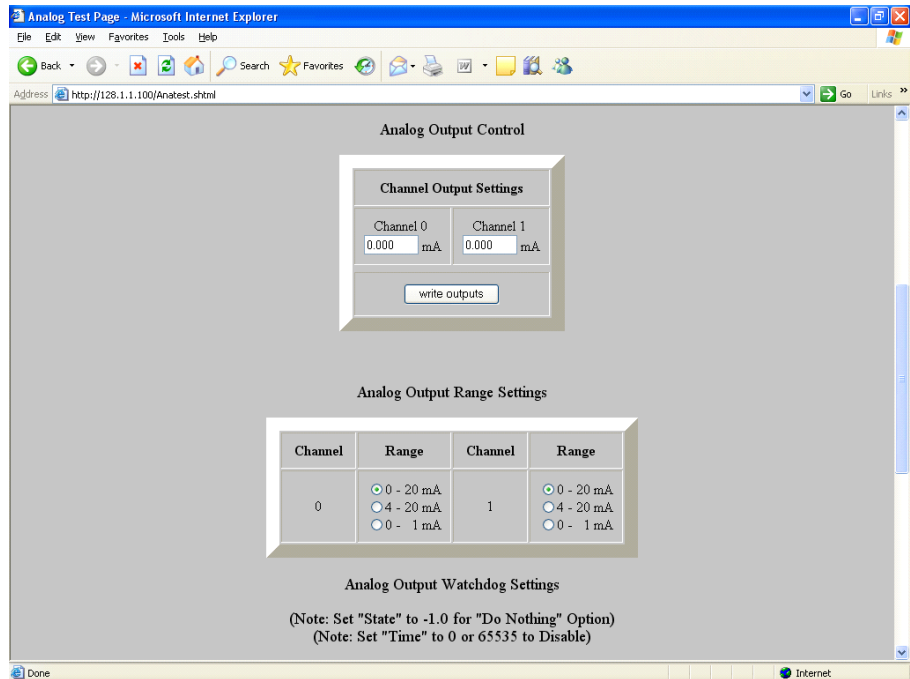 Analog Test Page - Microsoft Internet Explorer
File Edit View Favorites Tools Help
Back Search Favorites W
Address http://128.1.1.100/Anatest.shtml Go Links »
Analog Output Control
Channel Output Settings
Channel 0 Channel 1
0.000 mA 0.000 mA
write outputs
Analog Output Range Settings
Channel Range Channel Range
0 - 20 mA 0 - 20 mA
0 4 - 20 mA 1 4 - 20 mA
0 - 1 mA 0 - 1 mA
Analog Output Watchdog Settings
(Note: Set "State" to -1.0 for "Do Nothing" Option)
(Note: Set "Time" to 0 or 65535 to Disable)
Done Internet